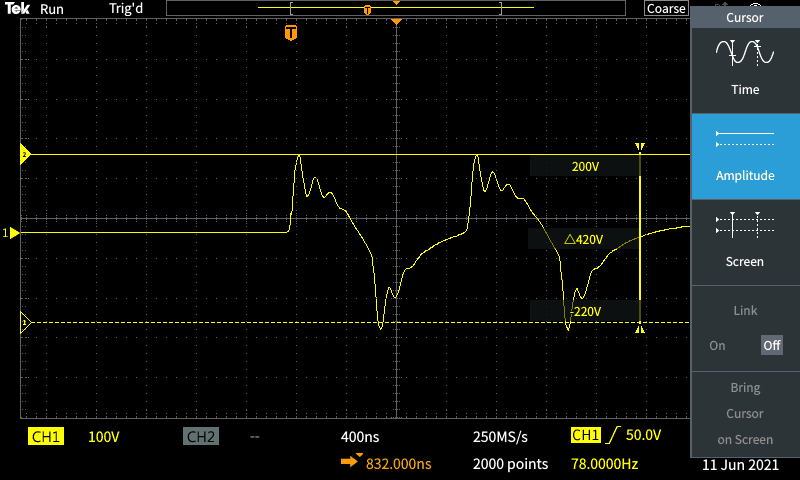 Tek Run Trig'd Coarse
Cursor
T
T
Time
2
200V
Amplitude
1
△420V
Screen
1
-220V
Link
On Off
Bring
Cursor
on Screen
CH1 100V CH2 -- 400ns 250MS/s CH1 50.0V
832.000ns 2000 points 78.0000Hz 11 Jun 2021